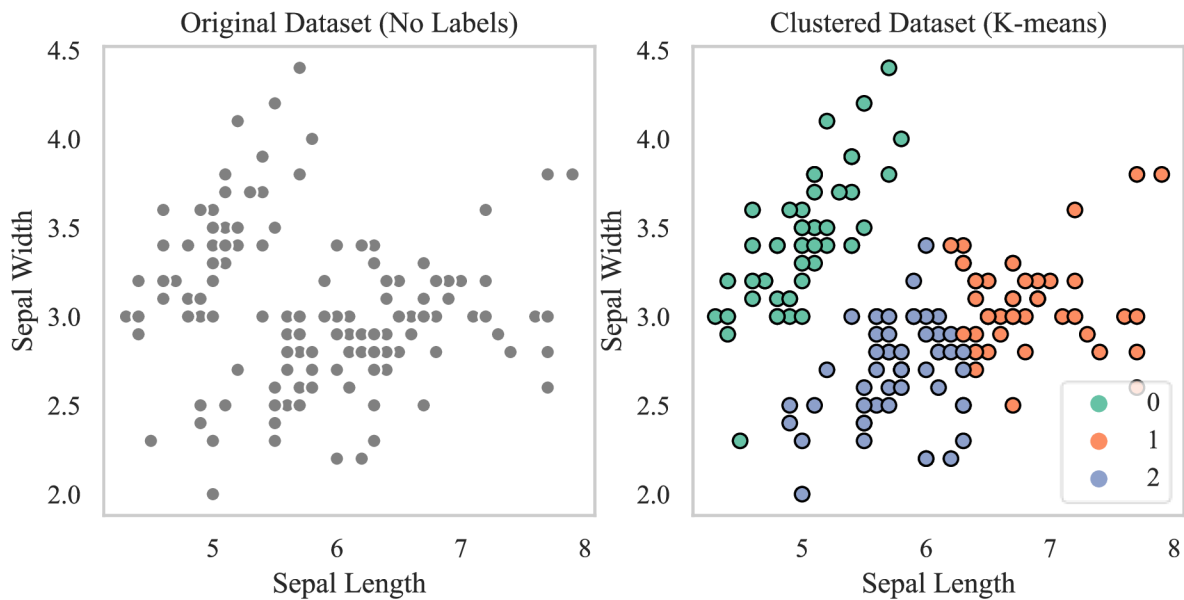 Original Dataset (No Labels)
4.5
4.0
3.5
3.0
2.5
2.0
Sepal Width
5 6 7 8
Sepal Length
Clustered Dataset (K-means)
4.5
4.0
3.5
3.0
2.5
2.0
Sepal Width
0
1
2
5 6 7 8
Sepal Length